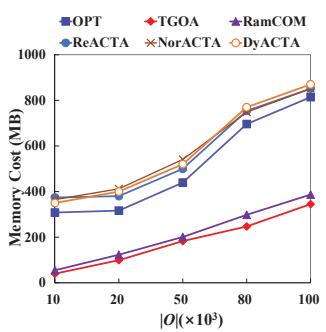 OPT TGOA RamCOM
ReACTA NorACTA DyACTA
1000
800
600
400
200
0
Memory Cost (MB)
10 20 50 80 100
|O|(×10³)